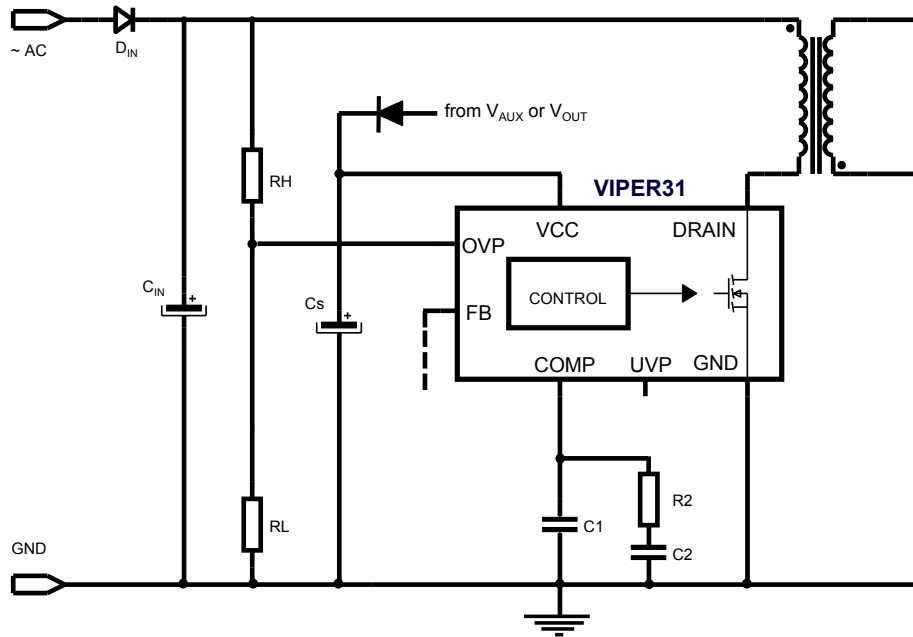 ~ AC
D_IN
from V_AUX or V_OUT
RH
VIPER31
VCC
DRAIN
OVP
C_IN
Cs
CONTROL
FB
COMP
UVP
GND
R2
RL
C1
GND
C2
+
+